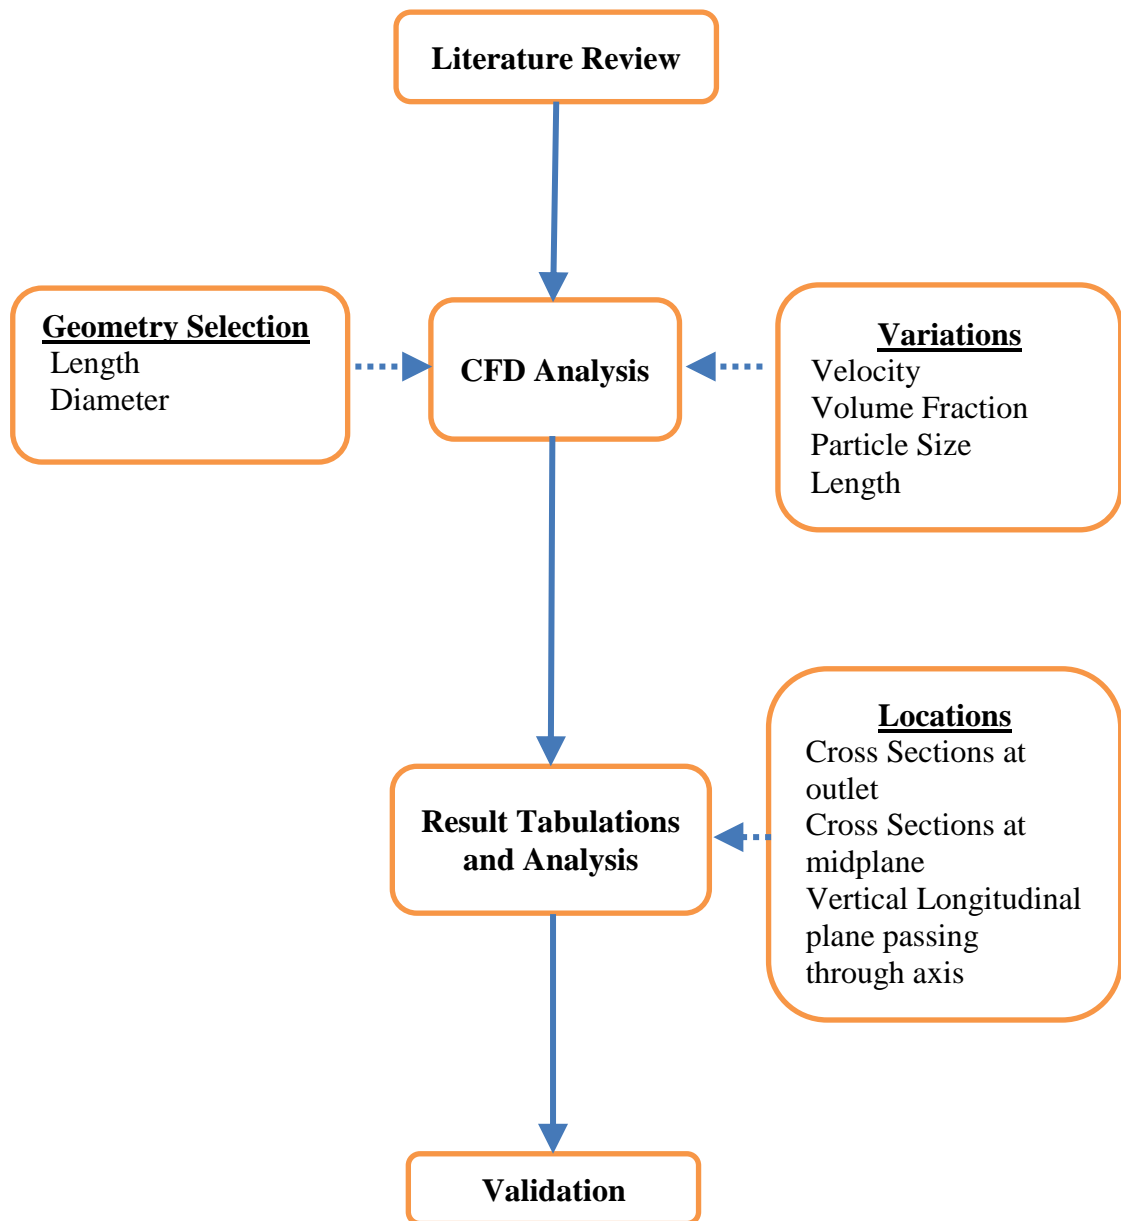 Literature Review
Geometry Selection
Length
Diameter
CFD Analysis
Variations
Velocity
Volume Fraction
Particle Size
Length
Result Tabulations
and Analysis
Locations
Cross Sections at
outlet
Cross Sections at
midplane
Vertical Longitudinal
plane passing
through axis
Validation